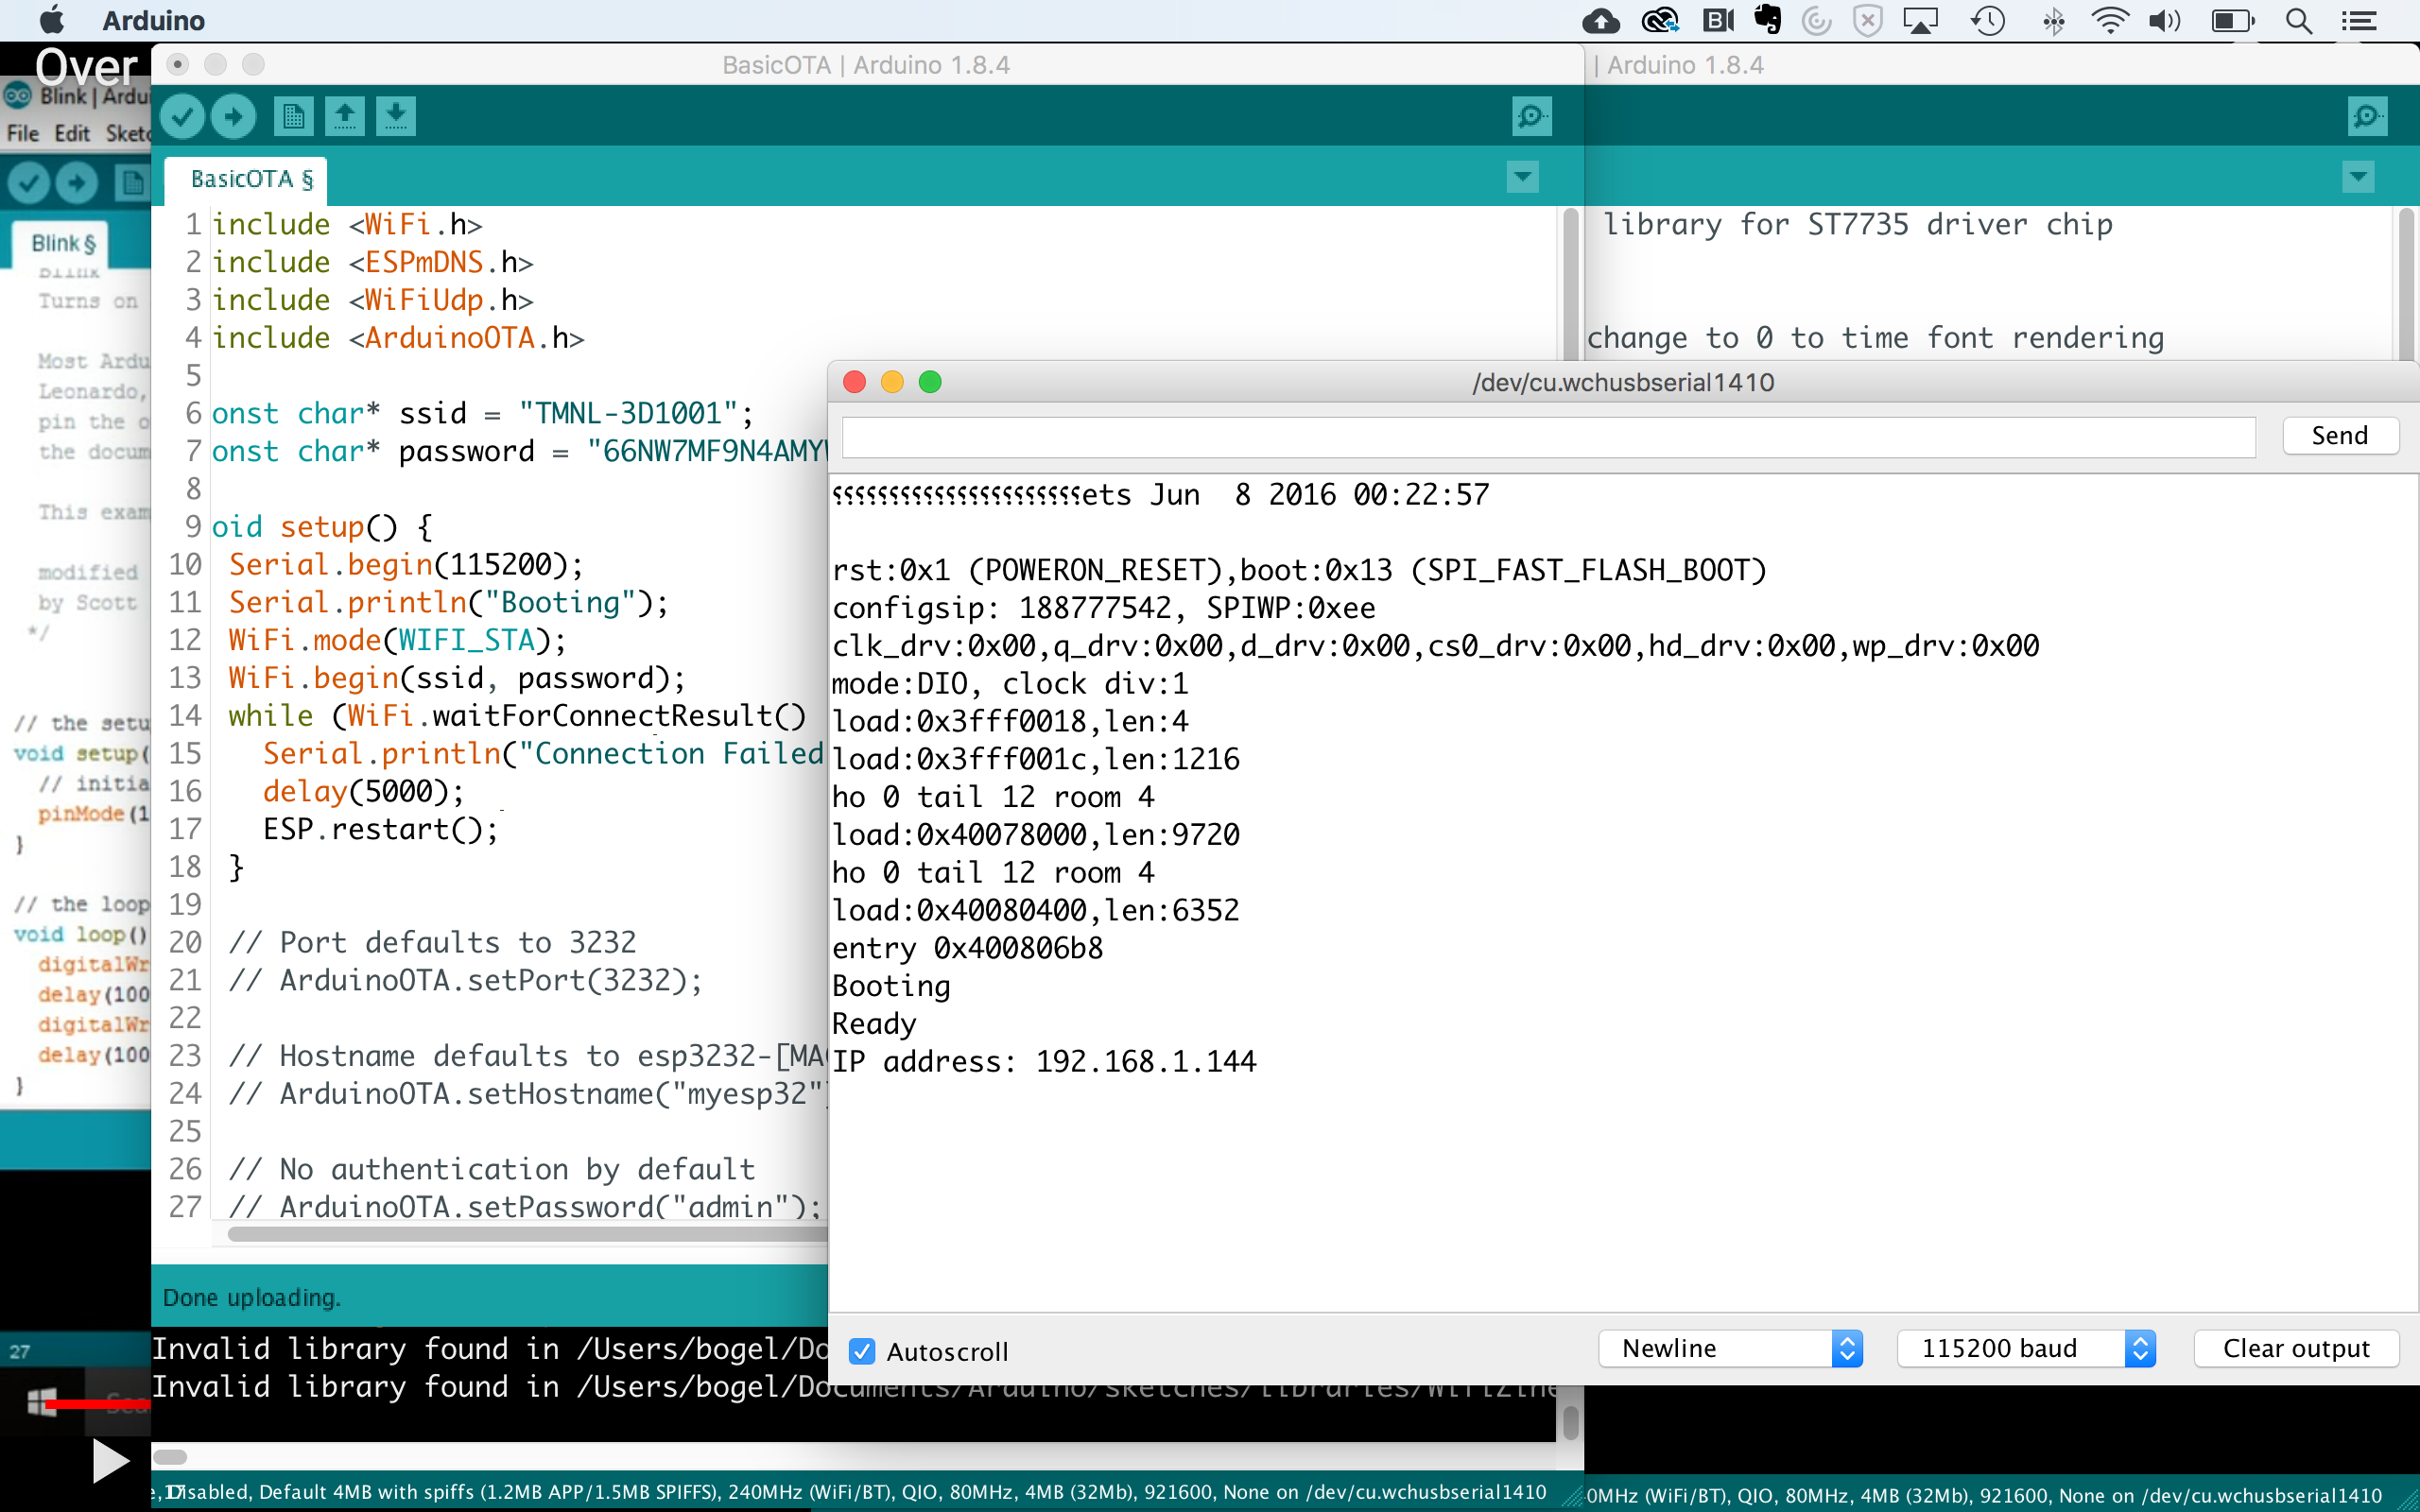 Arduino
Over
Blink | Ardu
File Edit Sketc
Blink §
Turns on
Most Ardu
Leonardo,
pin the o
the docum
This exam
modified
by Scott
*/
// the setu
void setup(
// initia
pinMode(1
}
// the loop
void loop()
digitalWr
delay(100
digitalWr
delay(100
}
27
BasicOTA | Arduino 1.8.4
BasicOTA §
1 include <WiFi.h>
2 include <ESPmDNS.h>
3 include <WiFiUdp.h>
4 include <ArduinoOTA.h>
5
6 onst char* ssid = "TMNL-3D1001";
7 onst char* password = "66NW7MF9N4AMY
8
9 oid setup() {
10 Serial.begin(115200);
11 Serial.println("Booting");
12 WiFi.mode(WIFI_STA);
13 WiFi.begin(ssid, password);
14 while (WiFi.waitForConnectResult()
15 Serial.println("Connection Failed
16 delay(5000);
17 ESP.restart();
18 }
19
20 // Port defaults to 3232
21 // ArduinoOTA.setPort(3232);
22
23 // Hostname defaults to esp3232-[MAC
24 // ArduinoOTA.setHostname("myesp32")
25
26 // No authentication by default
27 // ArduinoOTA.setPassword("admin");
Done uploading.
Invalid library found in /Users/bogel/Do
Invalid library found in /Users/bogel/Documents/Arduino/sketches/libraries/WifiZine
Disabled, Default 4MB with spiffs (1.2MB APP/1.5MB SPIFFS), 240MHz (WiFi/BT), QIO, 80MHz, 4MB (32Mb), 921600, None on /dev/cu.wchusbserial1410
| Arduino 1.8.4
library for ST7735 driver chip
change to 0 to time font rendering
0MHz (WiFi/BT), QIO, 80MHz, 4MB (32Mb), 921600, None on /dev/cu.wchusbserial1410
/dev/cu.wchusbserial1410
Send
ets Jun  8 2016 00:22:57
rst:0x1 (POWERON_RESET),boot:0x13 (SPI_FAST_FLASH_BOOT)
configsip: 188777542, SPIWP:0xee
clk_drv:0x00,q_drv:0x00,d_drv:0x00,cs0_drv:0x00,hd_drv:0x00,wp_drv:0x00
mode:DIO, clock div:1
load:0x3fff0018,len:4
load:0x3fff001c,len:1216
ho 0 tail 12 room 4
load:0x40078000,len:9720
ho 0 tail 12 room 4
load:0x40080400,len:6352
entry 0x400806b8
Booting
Ready
IP address: 192.168.1.144
Autoscroll
Newline
115200 baud
Clear output